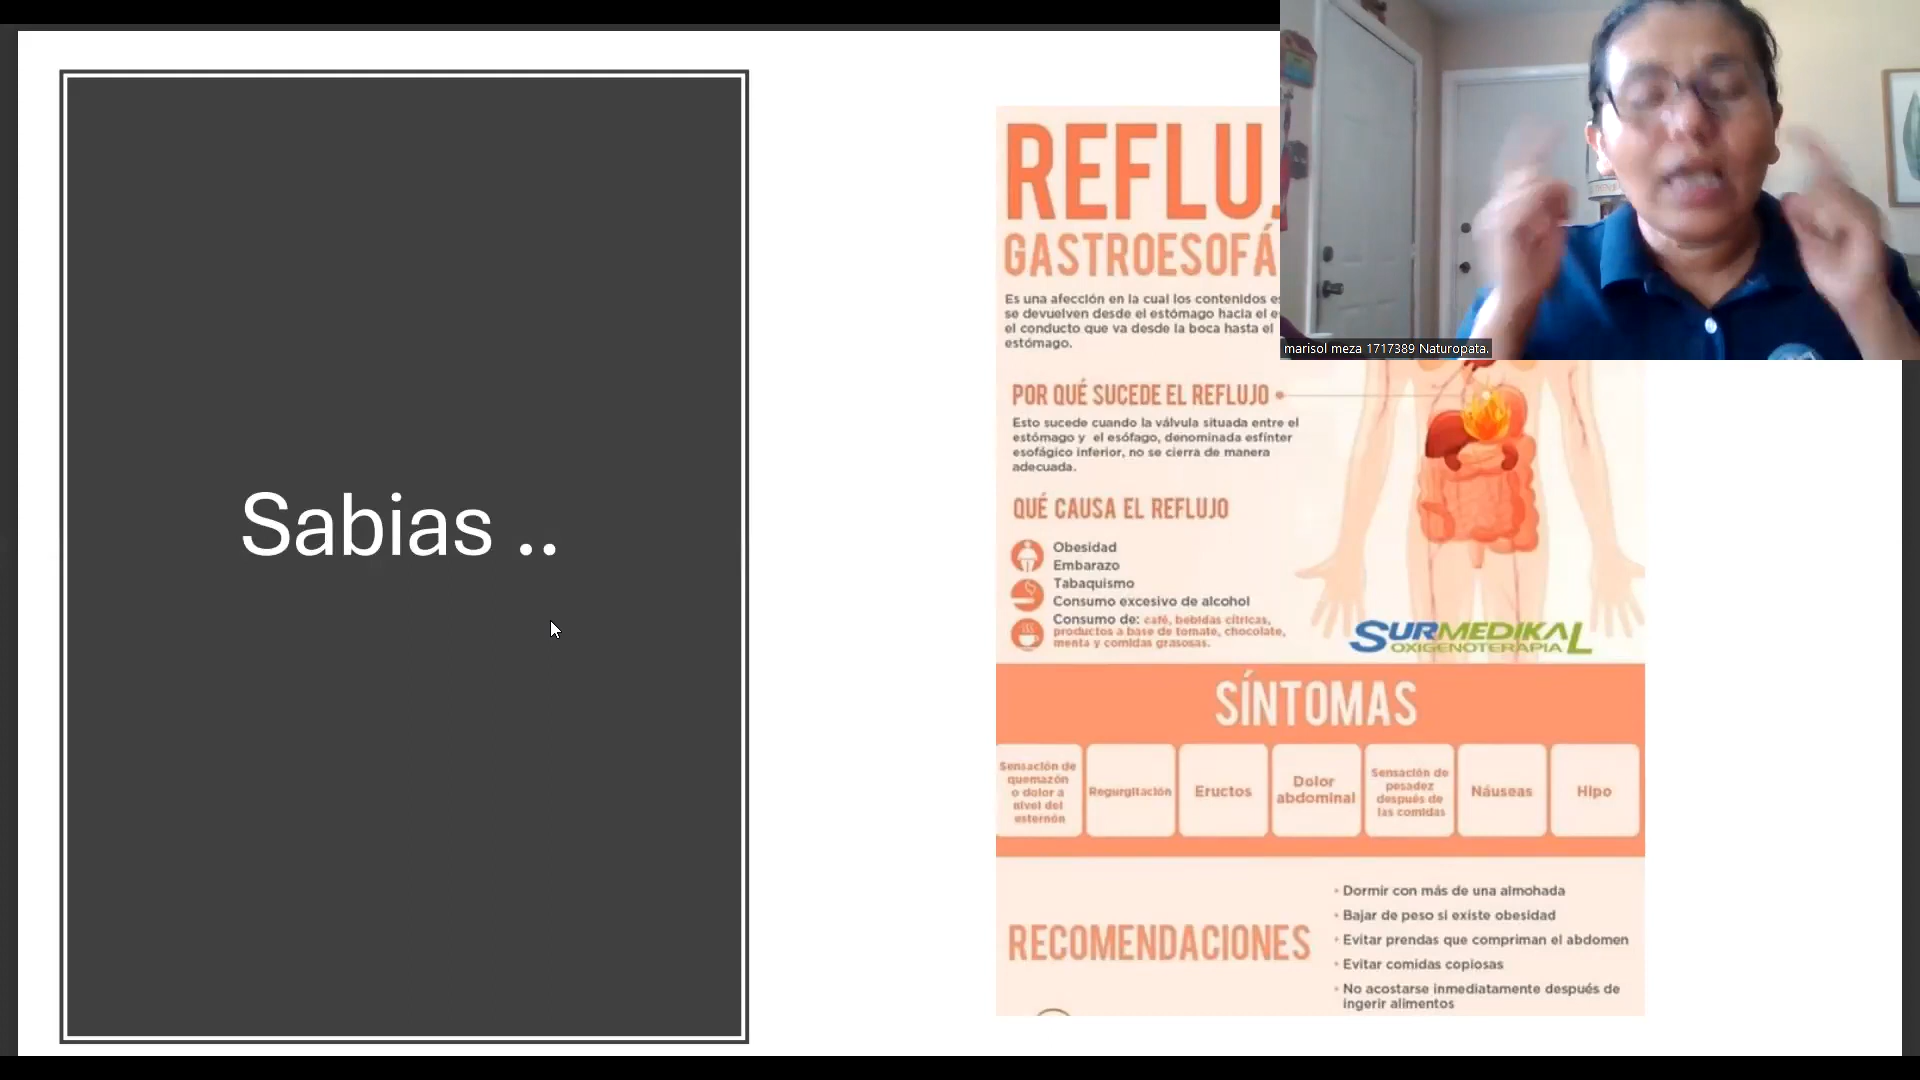 Sabias ..
REFLU
GASTROESOFÁ
Es una afección en la cual los contenidos
se devuelven desde el estómago hacia el
el conducto que va desde la boca hasta el
estómago.
marisol meza 1717389 Naturopata.
POR QUÉ SUCEDE EL REFLUJO
Esto sucede cuando la válvula situada entre el
estómago y el esófago, denominada esfínter
esofágico inferior, no se cierra de manera
adecuada.
QUÉ CAUSA EL REFLUJO
Obesidad
Embarazo
Tabaquismo
Consumo excesivo de alcohol
Consumo de: café, bebidas cítricas,
productos a base de tomate, chocolate,
menta y comidas grasosas.
SURMEDIKAL
OXIGENOTERAPIA
SÍNTOMAS
Sensación de
quemazón
o dolor a
nivel del
esternón
Regurgitación
Eructos
Dolor
abdominal
Sensación de
pesadez
después de
las comidas
Náuseas
Hipo
RECOMENDACIONES
• Dormir con más de una almohada
• Bajar de peso si existe obesidad
• Evitar prendas que compriman el abdomen
• Evitar comidas copiosas
• No acostarse inmediatamente después de
ingerir alimentos